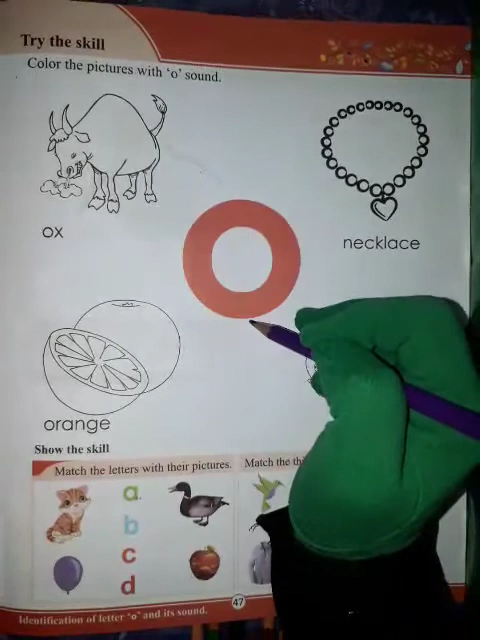 Try the skill
Color the pictures with 'o' sound.
ox
necklace
o
orange
Show the skill
Match the letters with their pictures.
Match the
a
b
c
d
47
Identification of letter 'o' and its sound.